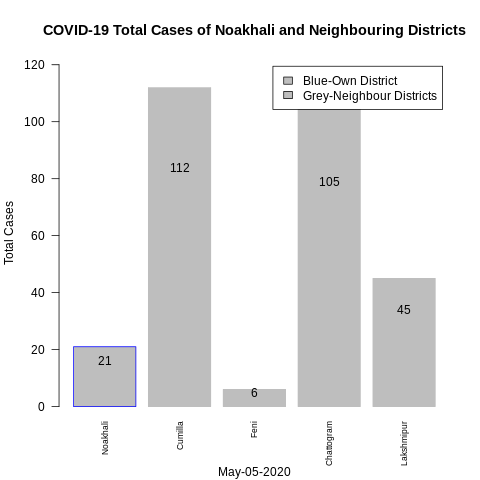 COVID-19 Total Cases of Noakhali and Neighbouring Districts
Total Cases
120
100
80
60
40
20
0
Blue-Own District
Grey-Neighbour Districts
21
112
6
105
45
Noakhali
Cumilla
Feni
Chattogram
Lakshmipur
May-05-2020